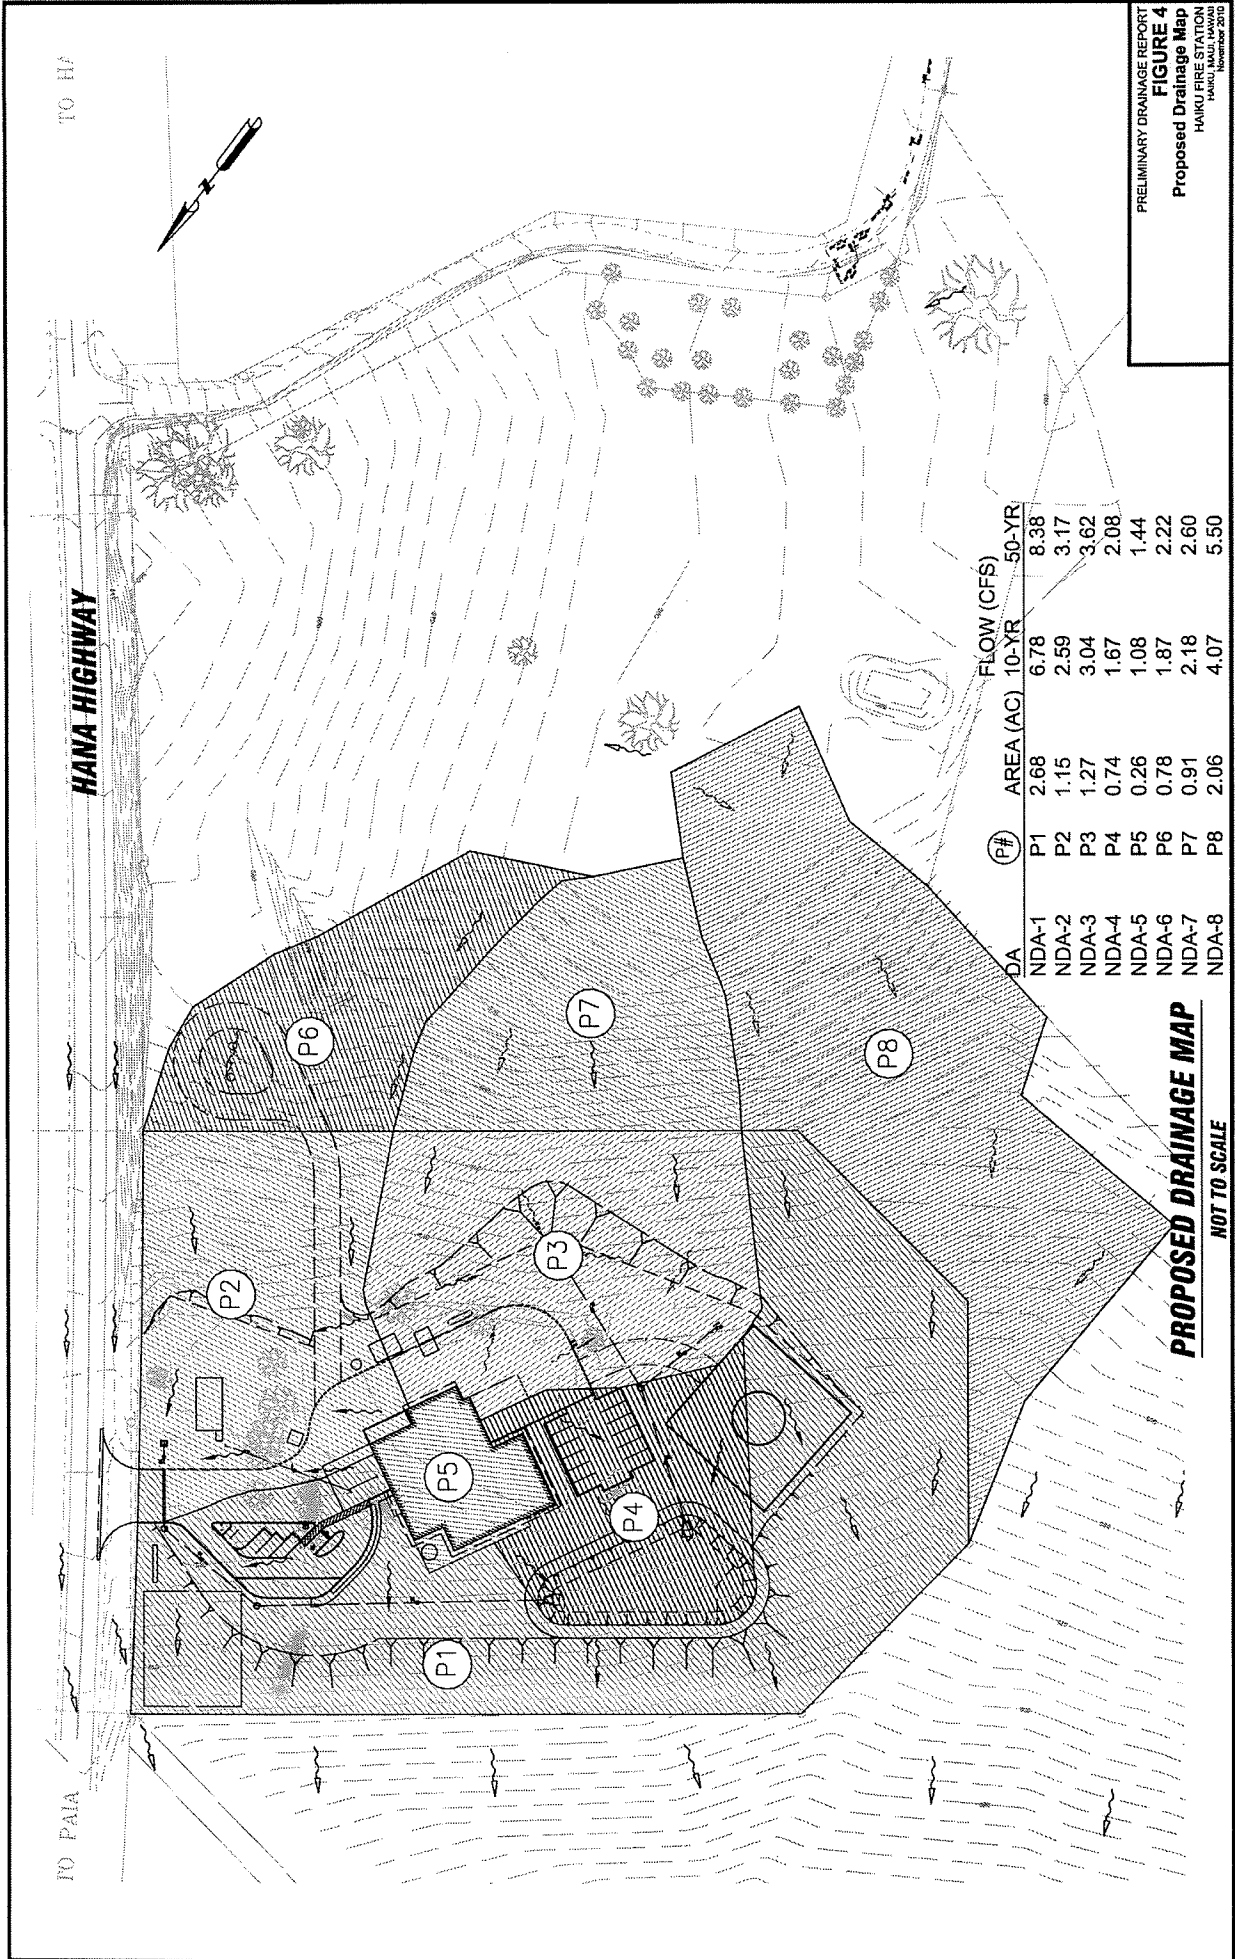 TO PAIA
HANA HIGHWAY
TO HA
N
P1
P2
P3
P4
P5
P6
P7
P8
FLOW (CFS)
DA P# AREA (AC) 10-YR 50-YR
NDA-1 P1 2.68 6.78 8.38
NDA-2 P2 1.15 2.59 3.17
NDA-3 P3 1.27 3.04 3.62
NDA-4 P4 0.74 1.67 2.08
NDA-5 P5 0.26 1.08 1.44
NDA-6 P6 0.78 1.87 2.22
NDA-7 P7 0.91 2.18 2.60
NDA-8 P8 2.06 4.07 5.50
PROPOSED DRAINAGE MAP
NOT TO SCALE
PRELIMINARY DRAINAGE REPORT
FIGURE 4
Proposed Drainage Map
HAIKU FIRE STATION
HAIKU, MAUI, HAWAII
November 2010